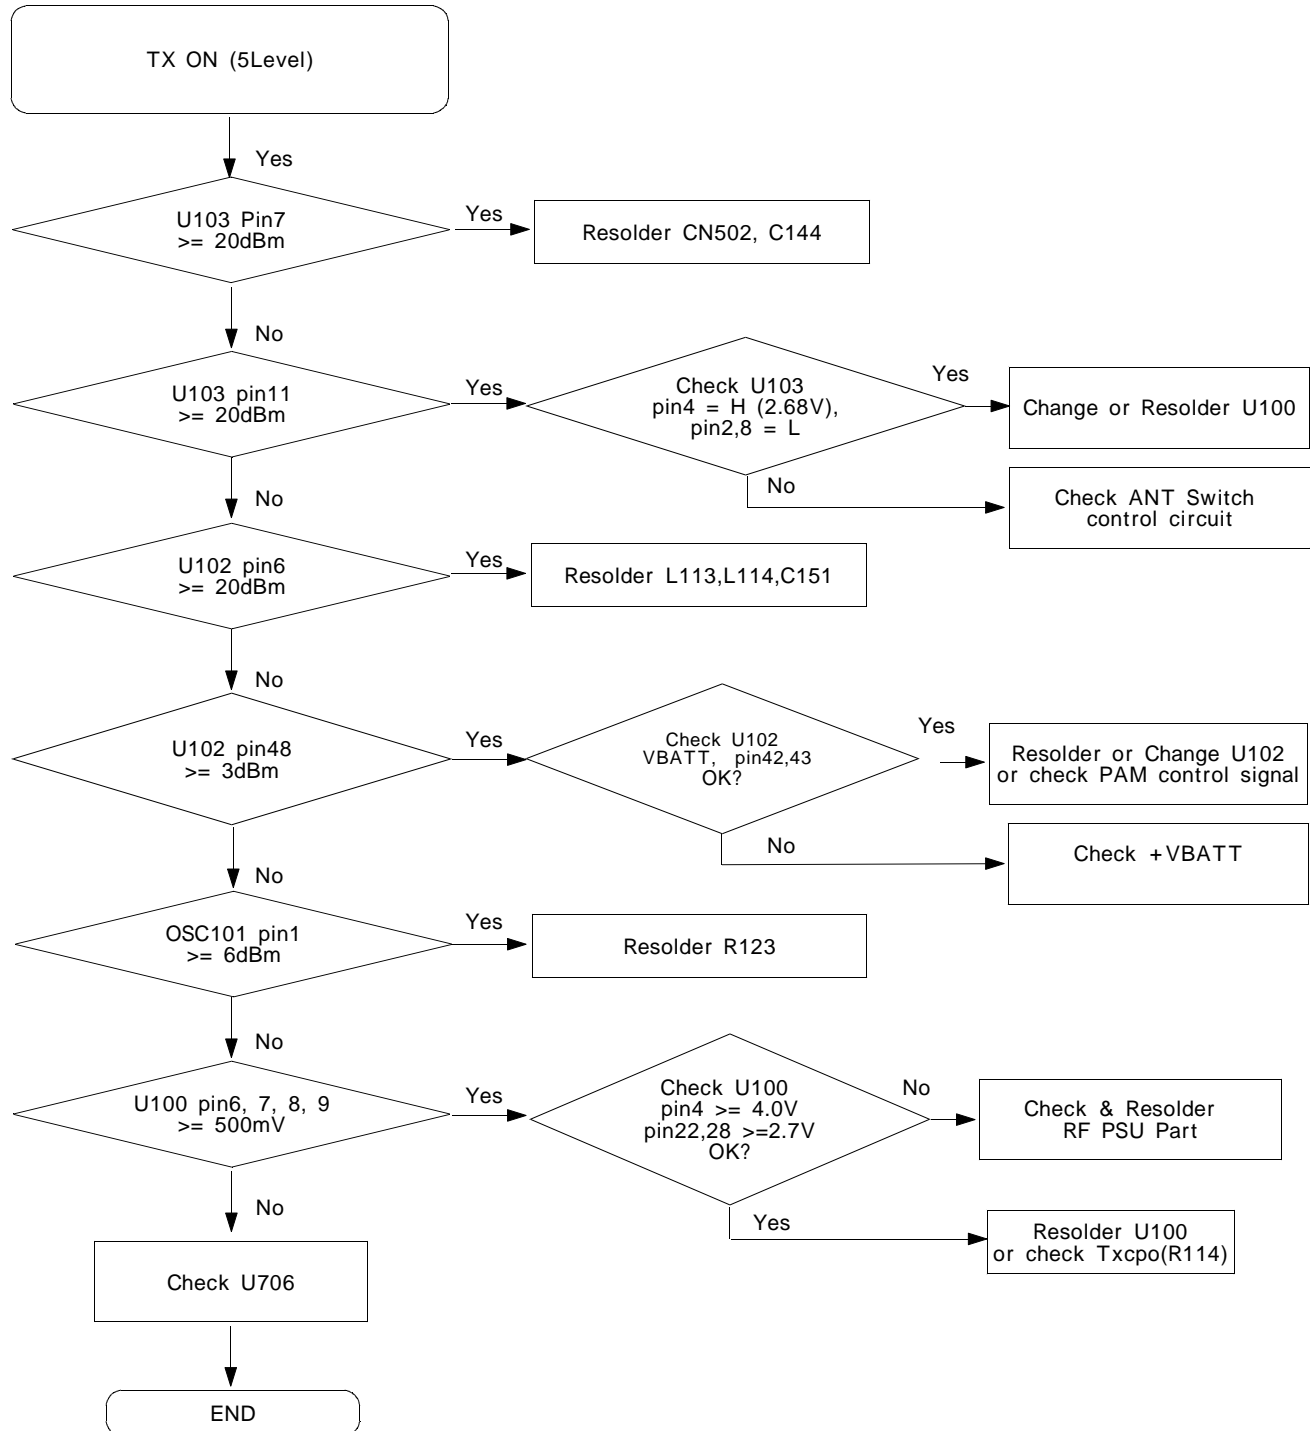 TX ON (5Level)
Yes
U103 Pin7
>= 20dBm
Yes
Resolder CN502, C144
No
U103 pin11
>= 20dBm
Yes
Check U103
pin4 = H (2.68V),
pin2,8 = L
Yes
Change or Resolder U100
No
Check ANT Switch
control circuit
No
U102 pin6
>= 20dBm
Yes
Resolder L113,L114,C151
No
U102 pin48
>= 3dBm
Yes
Check U102
VBATT, pin42,43
OK?
Yes
Resolder or Change U102
or check PAM control signal
No
Check +VBATT
No
OSC101 pin1
>= 6dBm
Yes
Resolder R123
No
U100 pin6, 7, 8, 9
>= 500mV
Yes
Check U100
pin4 >= 4.0V
pin22,28 >=2.7V
OK?
No
Check & Resolder
RF PSU Part
Yes
Resolder U100
or check Txcpo(R114)
No
Check U706
END